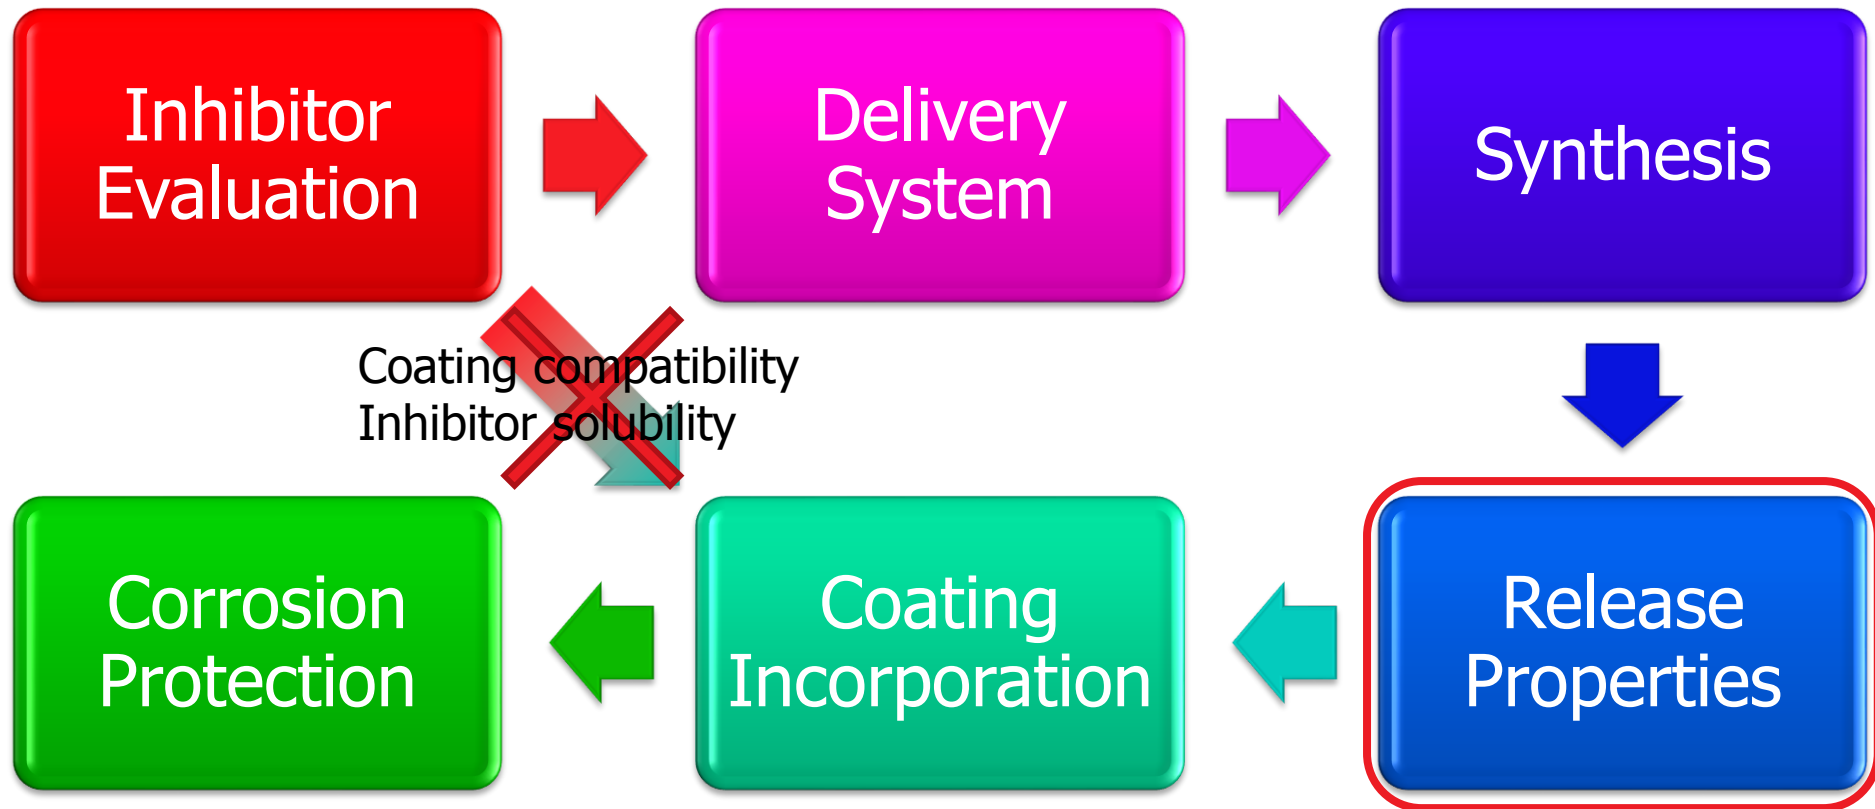 Inhibitor
Evaluation
Delivery
System
Synthesis
Coating compatibility
Inhibitor solubility
Corrosion
Protection
Coating
Incorporation
Release
Properties